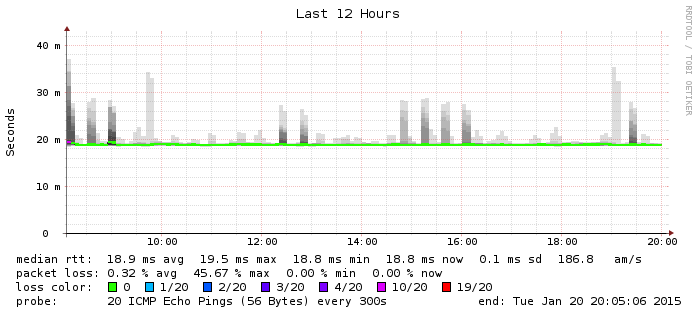 Last 12 Hours
RRDTOOL / TOBI OETIKER
Seconds
40 m
30 m
20 m
10 m
0
10:00 12:00 14:00 16:00 18:00 20:00
median rtt: 18.9 ms avg 19.5 ms max 18.8 ms min 18.8 ms now 0.1 ms sd 186.8 am/s
packet loss: 0.32 % avg 45.67 % max 0.00 % min 0.00 % now
loss color: 0 1/20 2/20 3/20 4/20 10/20 19/20
probe: 20 ICMP Echo Pings (56 Bytes) every 300s end: Tue Jan 20 20:05:06 2015